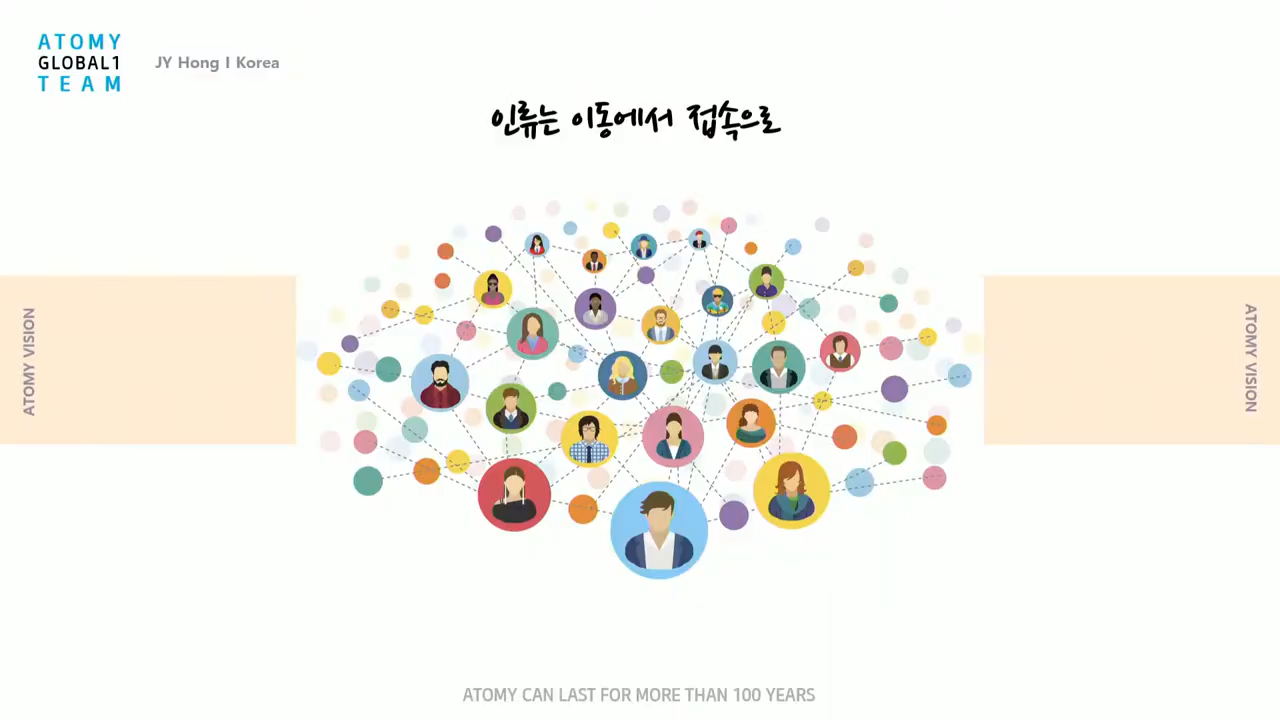 ATOMY
GLOBAL1
TEAM
JY Hong I Korea
인류는 이동에서 접속으로
ATOMY VISION
ATOMY VISION
ATOMY CAN LAST FOR MORE THAN 100 YEARS